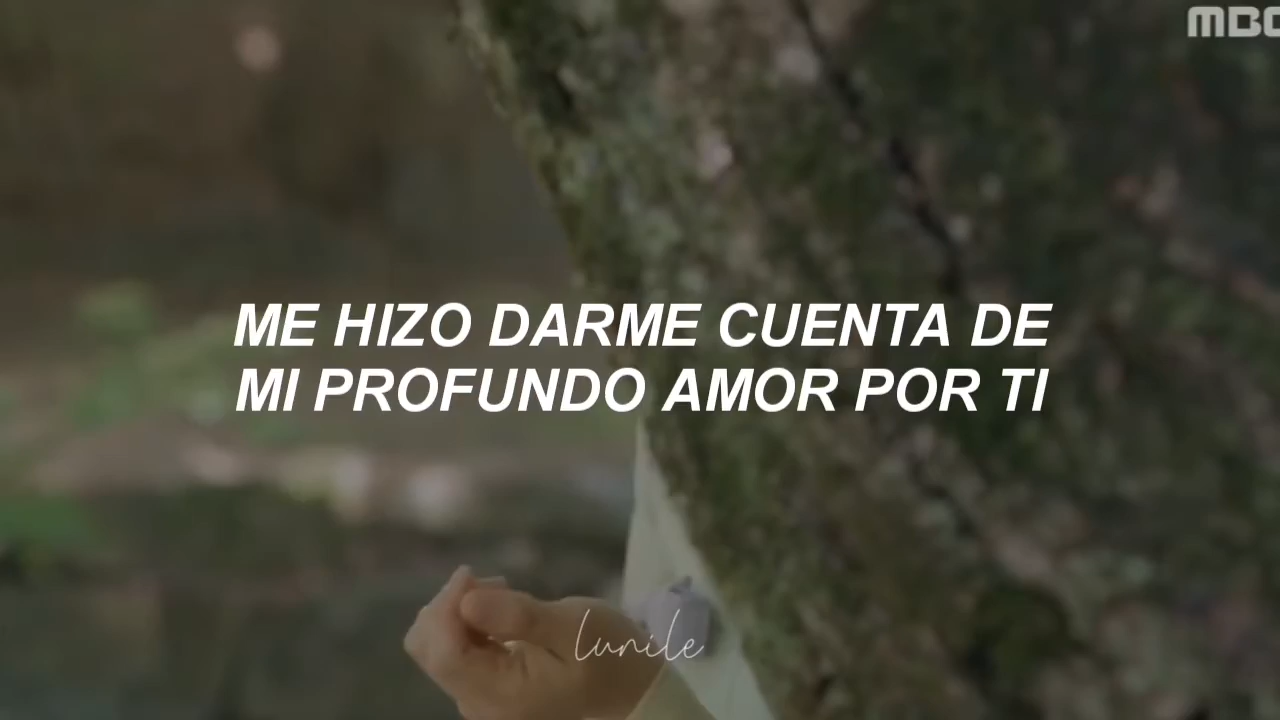 MBC
ME HIZO DARME CUENTA DE
MI PROFUNDO AMOR POR TI
lunile